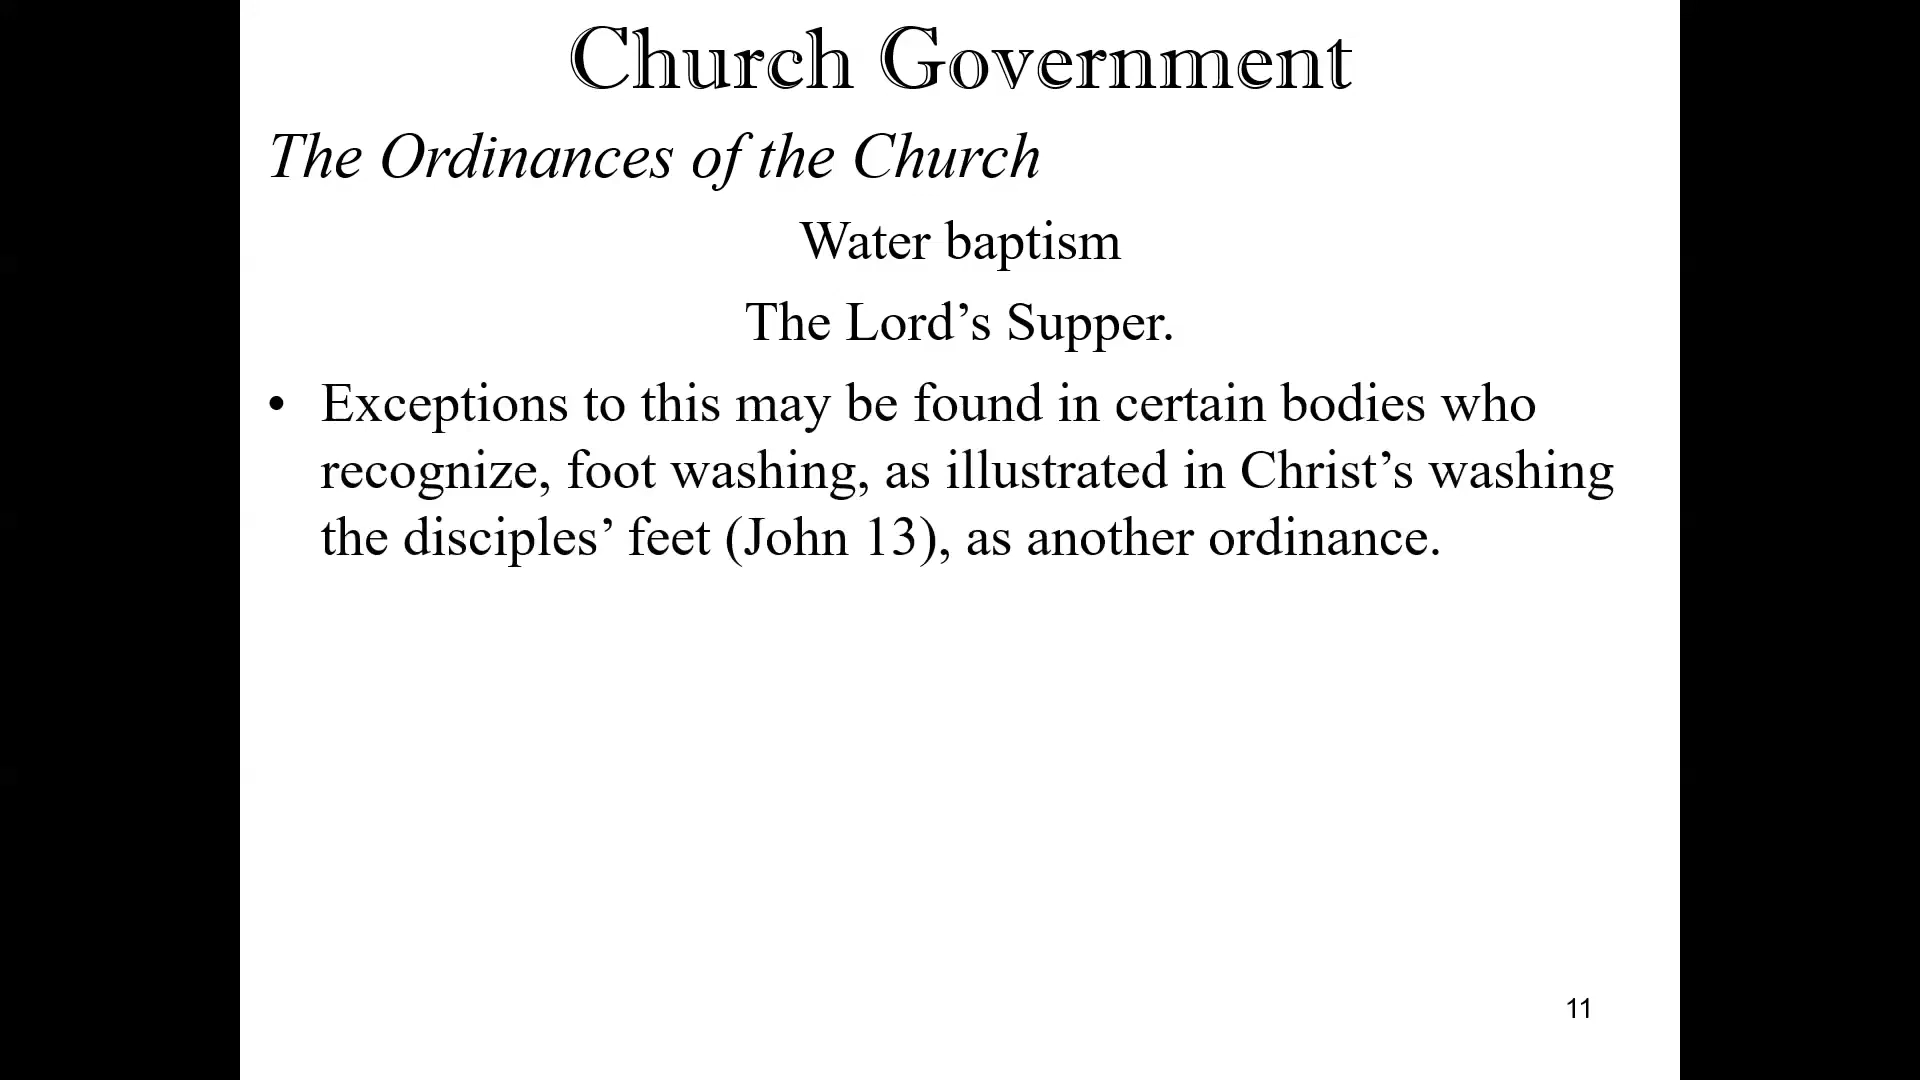 Church Government
The Ordinances of the Church
Water baptism
The Lord’s Supper.
• Exceptions to this may be found in certain bodies who
recognize, foot washing, as illustrated in Christ’s washing
the disciples’ feet (John 13), as another ordinance.
11